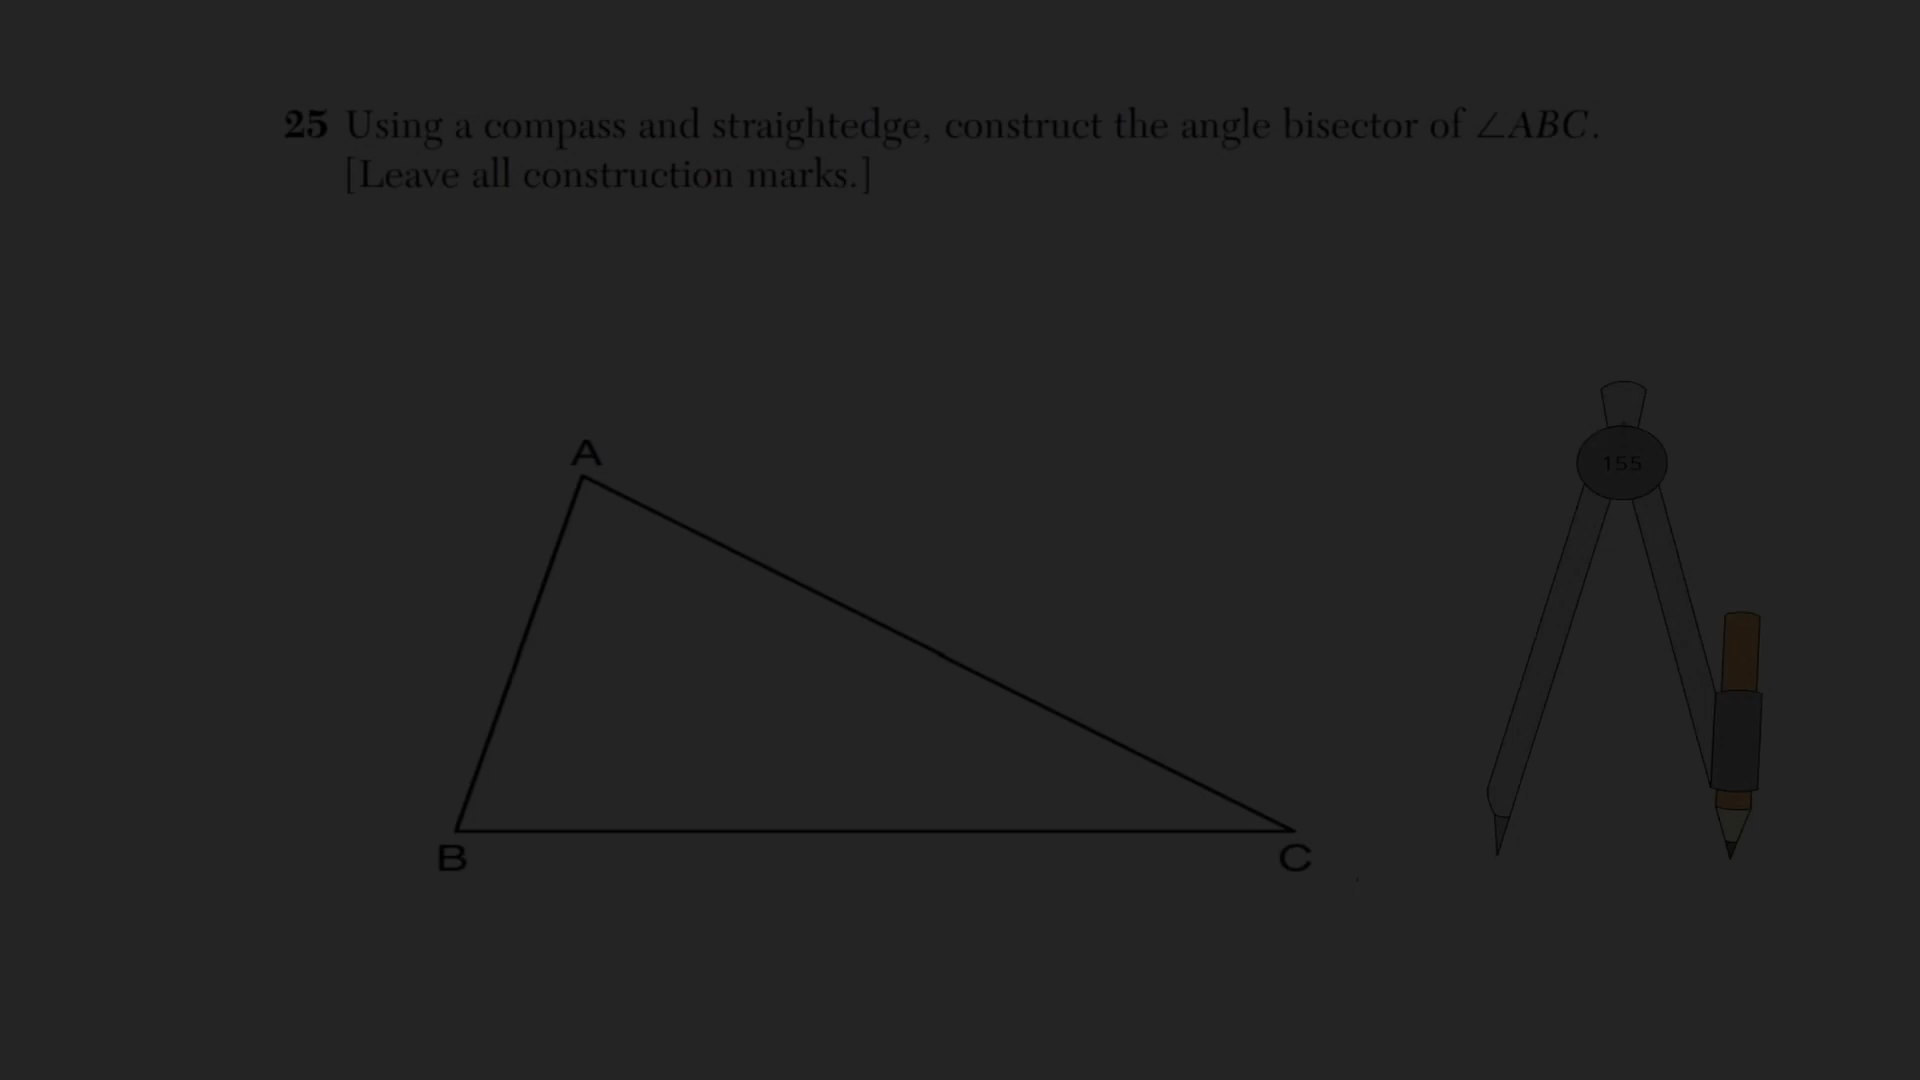 25 Using a compass and straightedge, construct the angle bisector of ∠ABC.
[Leave all construction marks.]
A
155
B
C